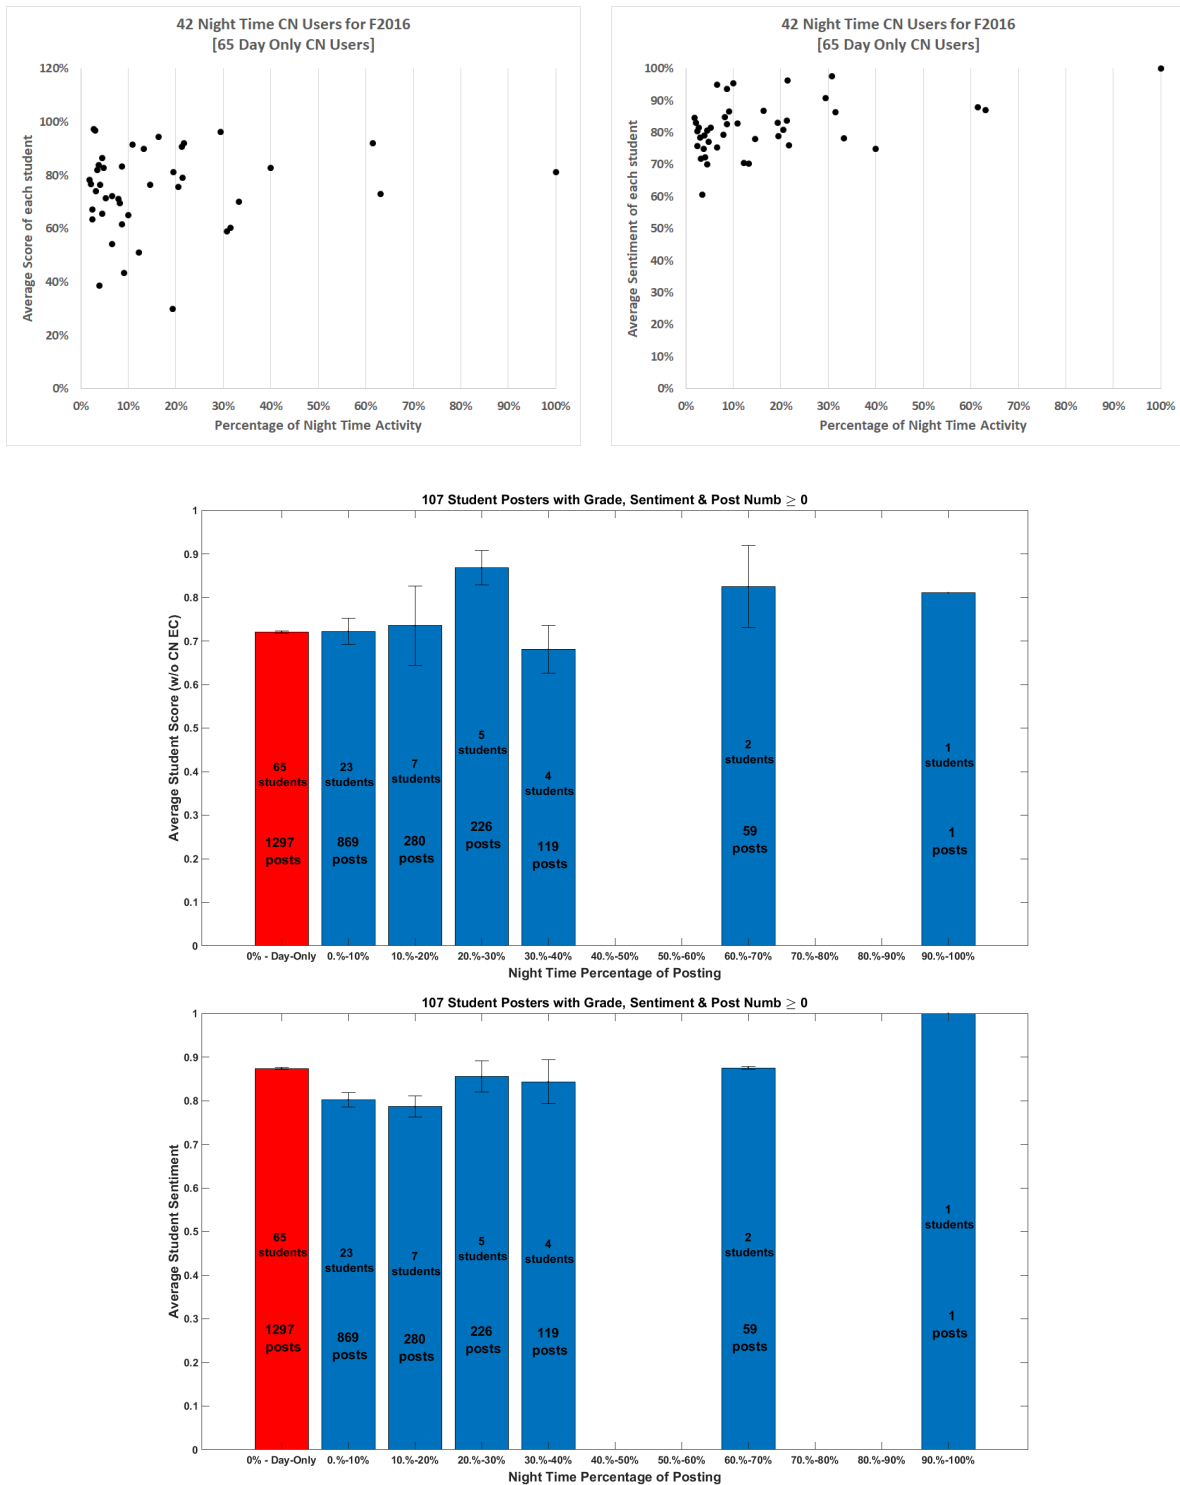 42 Night Time CN Users for F2016
[65 Day Only CN Users]
120%
100%
80%
60%
40%
20%
0%
Average Score of each student
0% 10% 20% 30% 40% 50% 60% 70% 80% 90% 100%
Percentage of Night Time Activity
42 Night Time CN Users for F2016
[65 Day Only CN Users]
100%
90%
80%
70%
60%
50%
40%
30%
20%
10%
0%
Average Sentiment of each student
0% 10% 20% 30% 40% 50% 60% 70% 80% 90% 100%
Percentage of Night Time Activity
107 Student Posters with Grade, Sentiment & Post Numb ≥ 0
1
0.9
0.8
0.7
0.6
0.5
0.4
0.3
0.2
0.1
0
Average Student Score (w/o CN EC)
65
students
1297
posts
23
students
869
posts
7
students
280
posts
5
students
226
posts
4
students
119
posts
2
students
59
posts
1
students
1
posts
0% - Day-Only 0.%-10% 10.%-20% 20.%-30% 30.%-40% 40.%-50% 50.%-60% 60.%-70% 70.%-80% 80.%-90% 90.%-100%
Night Time Percentage of Posting
107 Student Posters with Grade, Sentiment & Post Numb ≥ 0
1
0.9
0.8
0.7
0.6
0.5
0.4
0.3
0.2
0.1
0
Average Student Sentiment
65
students
1297
posts
23
students
869
posts
7
students
280
posts
5
students
226
posts
4
students
119
posts
2
students
59
posts
1
students
1
posts
0% - Day-Only 0.%-10% 10.%-20% 20.%-30% 30.%-40% 40.%-50% 50.%-60% 60.%-70% 70.%-80% 80.%-90% 90.%-100%
Night Time Percentage of Posting